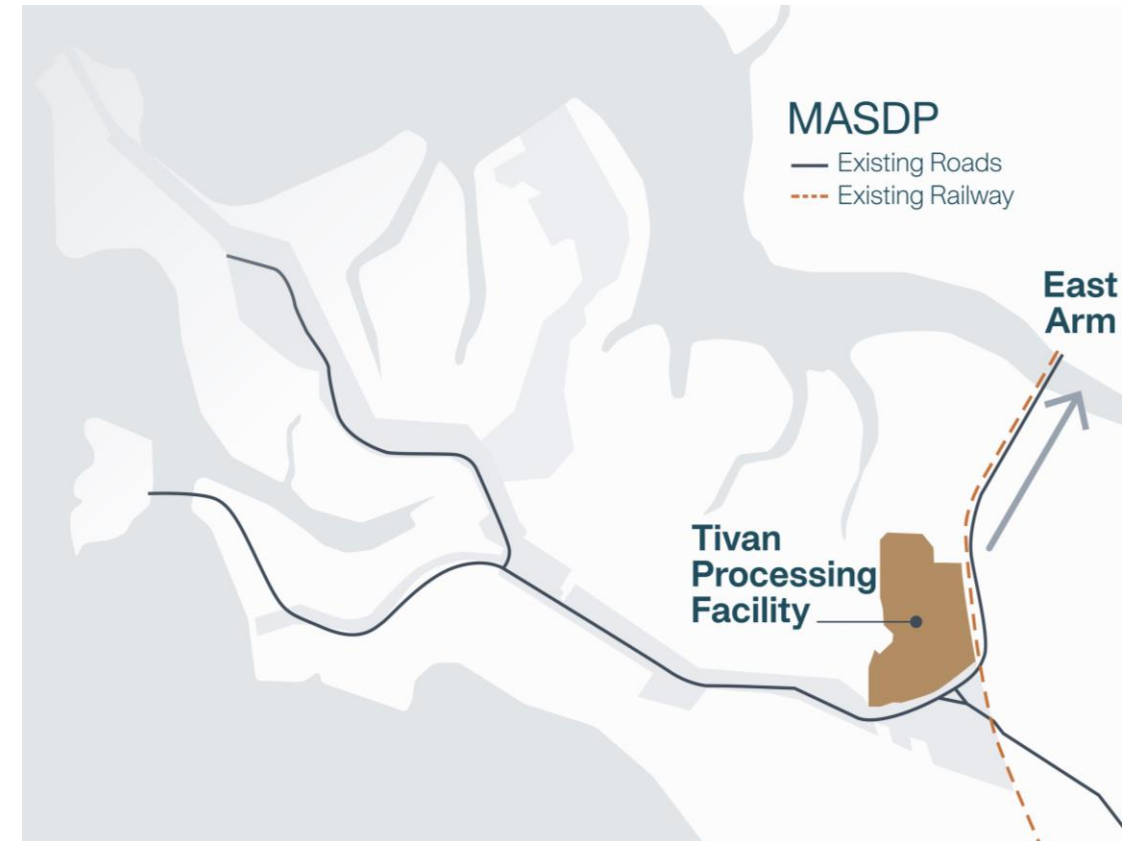 MASDP
Existing Roads
Existing Railway
East
Arm
Tivan
Processing
Facility